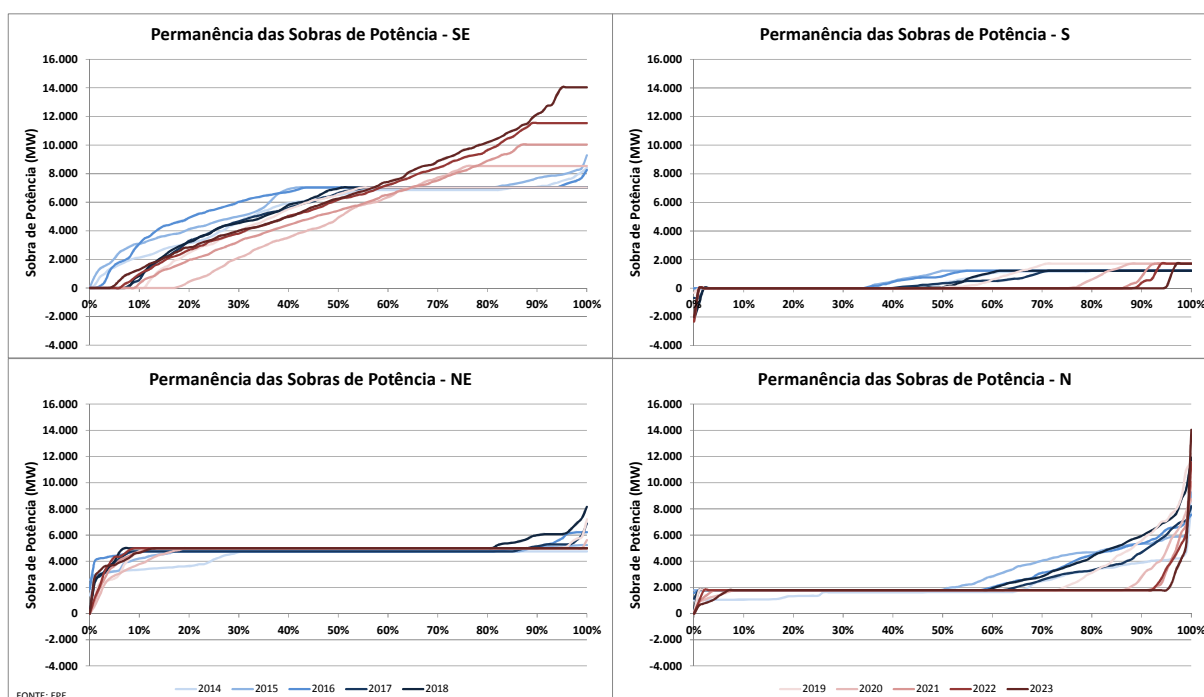 Permanência das Sobras de Potência - SE
Sobra de Potência (MW)
16.000
14.000
12.000
10.000
8.000
6.000
4.000
2.000
0
-2.000
-4.000
0% 10% 20% 30% 40% 50% 60% 70% 80% 90% 100%
Permanência das Sobras de Potência - S
Sobra de Potência (MW)
16.000
14.000
12.000
10.000
8.000
6.000
4.000
2.000
0
-2.000
-4.000
0% 10% 20% 30% 40% 50% 60% 70% 80% 90% 100%
Permanência das Sobras de Potência - NE
Sobra de Potência (MW)
16.000
14.000
12.000
10.000
8.000
6.000
4.000
2.000
0
-2.000
-4.000
0% 10% 20% 30% 40% 50% 60% 70% 80% 90% 100%
Permanência das Sobras de Potência - N
Sobra de Potência (MW)
16.000
14.000
12.000
10.000
8.000
6.000
4.000
2.000
0
-2.000
-4.000
0% 10% 20% 30% 40% 50% 60% 70% 80% 90% 100%
FONTE: EPE
2014 2015 2016 2017 2018
2019 2020 2021 2022 2023